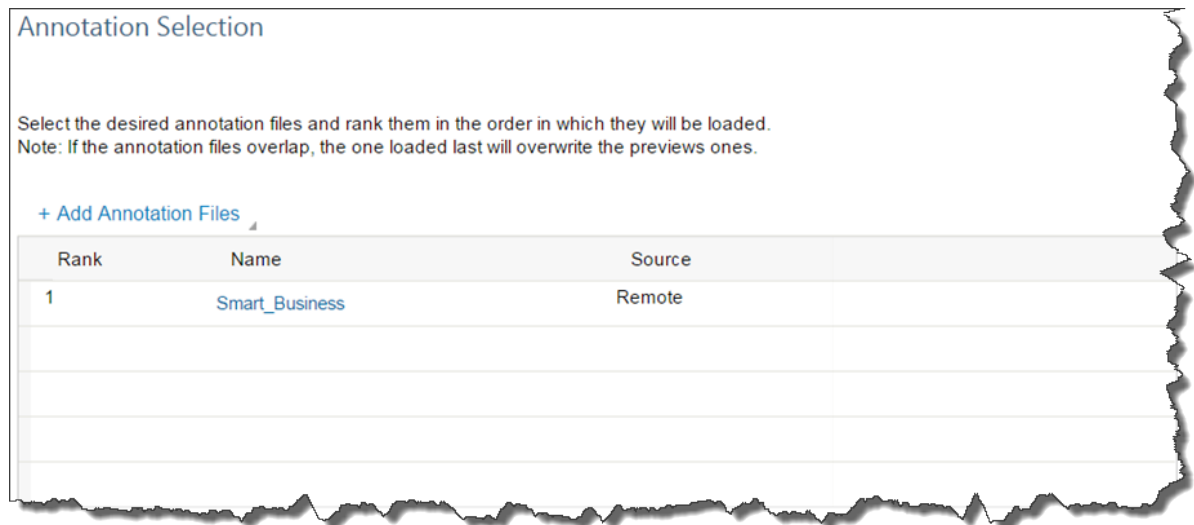 Annotation Selection
Select the desired annotation files and rank them in the order in which they will be loaded.
Note: If the annotation files overlap, the one loaded last will overwrite the previews ones.
+ Add Annotation Files
Rank Name Source
1 Smart_Business Remote